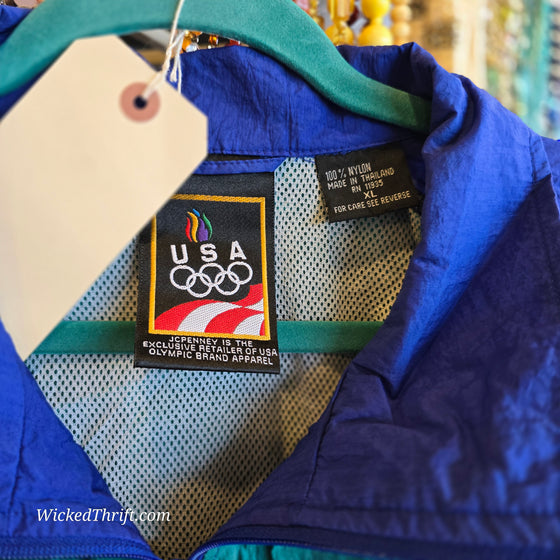 100% NYLON
MADE IN THAILAND
RN 11935
XL
FOR CARE SEE REVERSE
USA
JCPENNEY IS THE
EXCLUSIVE RETAILER OF USA
OLYMPIC BRAND APPAREL
WickedThrift.com